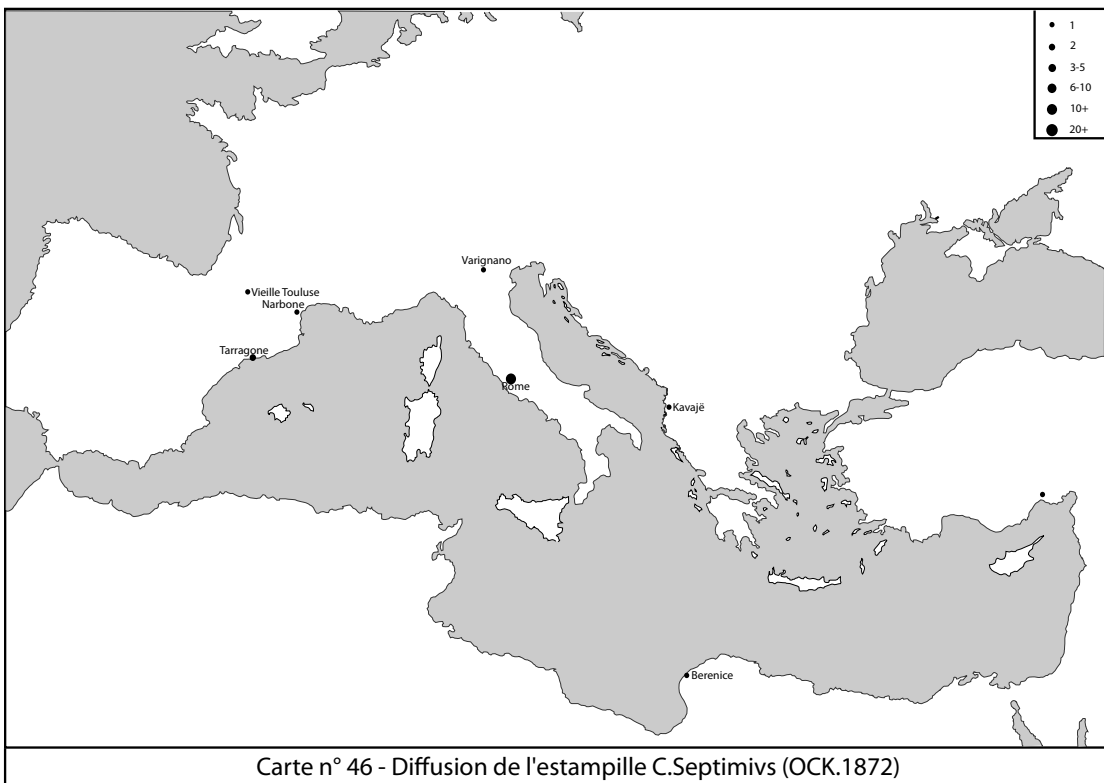 1
2
3-5
6-10
10+
20+
Varignano
Vieille Touluse
Narbone
Tarragone
Rome
Kavajë
Berenice
Carte n° 46 - Diffusion de l'estampille C.Septimivs (OCK.1872)